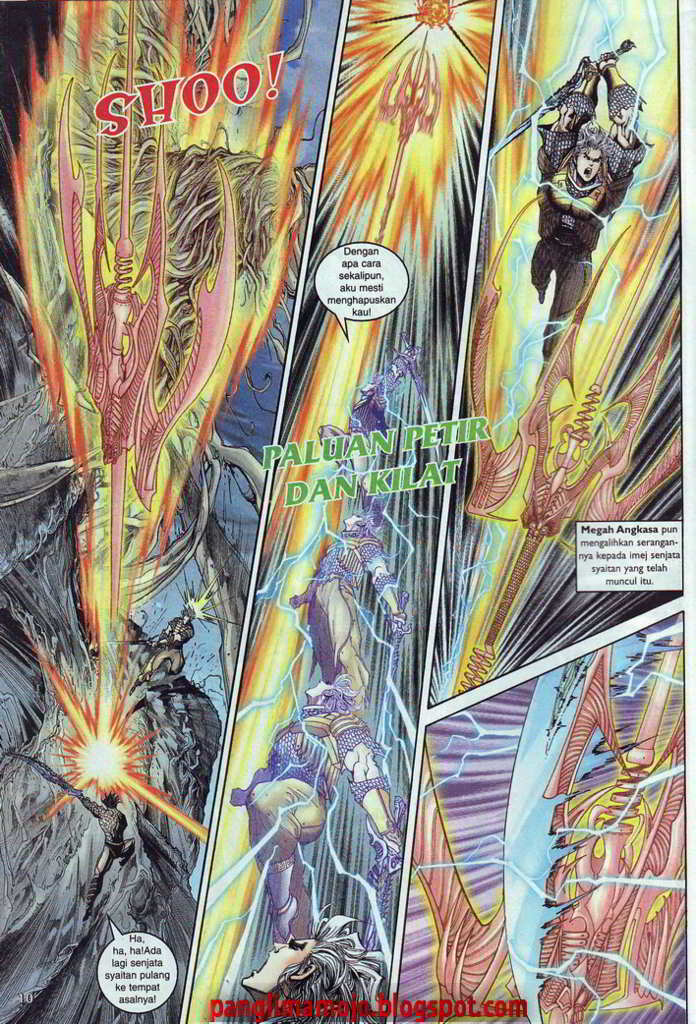 SHOO!
Ha,
ha, ha!Ada
lagi senjata
syaitan pulang
ke tempat
asalnya!
Dengan
apa cara
sekalipun,
aku mesti
menghapuskan
kau!
PALUAN PETIR
DAN KILAT
Megah Angkasa pun
mengalihkan serangan-
nya kepada imej senjata
syaitan yang telah
muncul itu.
10
panglimamojo.blogspot.com